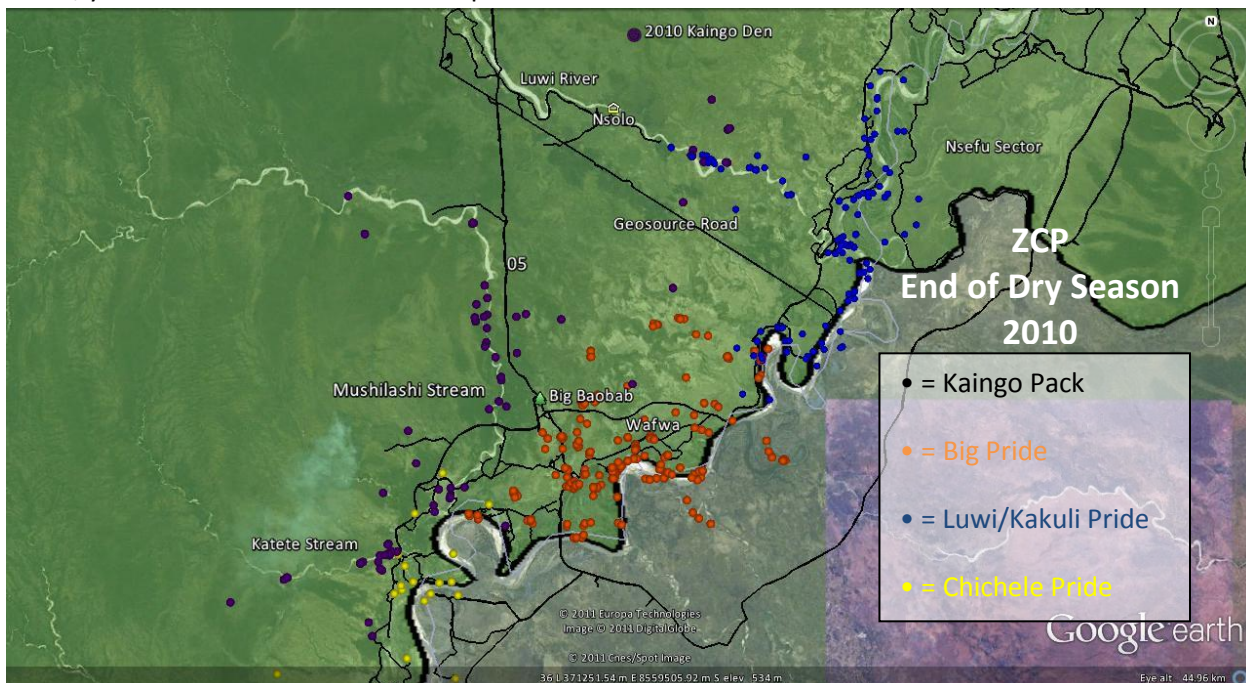 2010 Kaingo Den
N
Luwi River
Nsolo
Nsefu Sector
Geosource Road
05
ZCP
End of Dry Season
2010
• = Kaingo Pack
• = Big Pride
• = Luwi/Kakuli Pride
• = Chichele Pride
Mushilashi Stream
Big Baobab
Wafwa
Katete Stream
© 2011 Europa Technologies
Image © 2011 DigitalGlobe
© 2011 Cnes/Spot Image
Google earth
36 L 371251.54 m E 8559505.92 m S elev 534 m
Eye alt 44.96 km